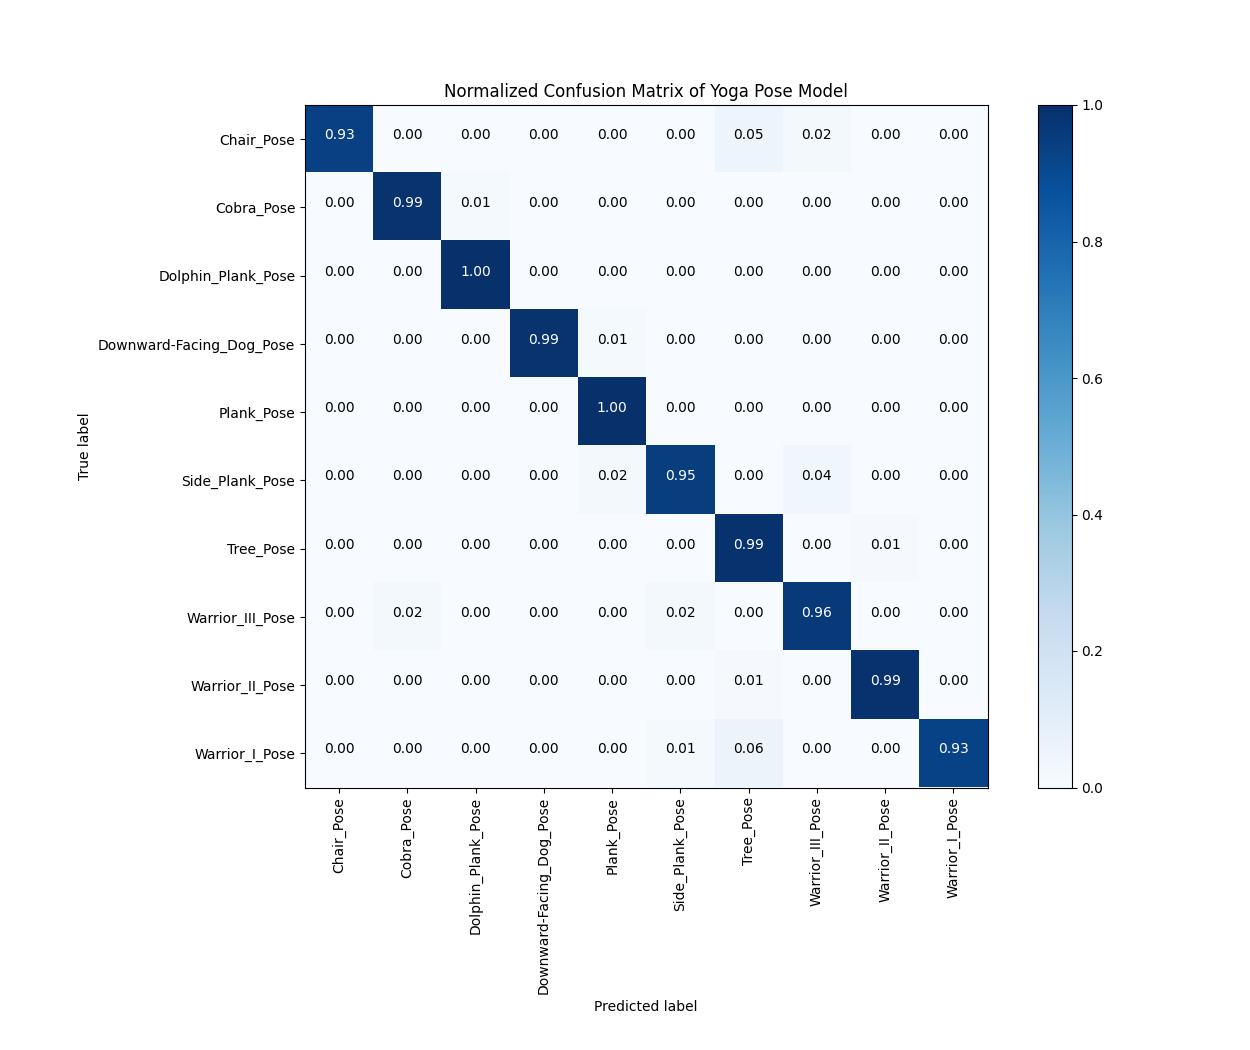 Normalized Confusion Matrix of Yoga Pose Model
Chair_Pose 0.93 0.00 0.00 0.00 0.00 0.00 0.05 0.02 0.00 0.00
Cobra_Pose 0.00 0.99 0.01 0.00 0.00 0.00 0.00 0.00 0.00 0.00
Dolphin_Plank_Pose 0.00 0.00 1.00 0.00 0.00 0.00 0.00 0.00 0.00 0.00
Downward-Facing_Dog_Pose 0.00 0.00 0.00 0.99 0.01 0.00 0.00 0.00 0.00 0.00
Plank_Pose 0.00 0.00 0.00 0.00 1.00 0.00 0.00 0.00 0.00 0.00
Side_Plank_Pose 0.00 0.00 0.00 0.00 0.02 0.95 0.00 0.04 0.00 0.00
Tree_Pose 0.00 0.00 0.00 0.00 0.00 0.00 0.99 0.00 0.01 0.00
Warrior_III_Pose 0.00 0.02 0.00 0.00 0.00 0.02 0.00 0.96 0.00 0.00
Warrior_II_Pose 0.00 0.00 0.00 0.00 0.00 0.00 0.01 0.00 0.99 0.00
Warrior_I_Pose 0.00 0.00 0.00 0.00 0.00 0.01 0.06 0.00 0.00 0.93
True label
Chair_Pose
Cobra_Pose
Dolphin_Plank_Pose
Downward-Facing_Dog_Pose
Plank_Pose
Side_Plank_Pose
Tree_Pose
Warrior_III_Pose
Warrior_II_Pose
Warrior_I_Pose
Predicted label
1.0
0.8
0.6
0.4
0.2
0.0